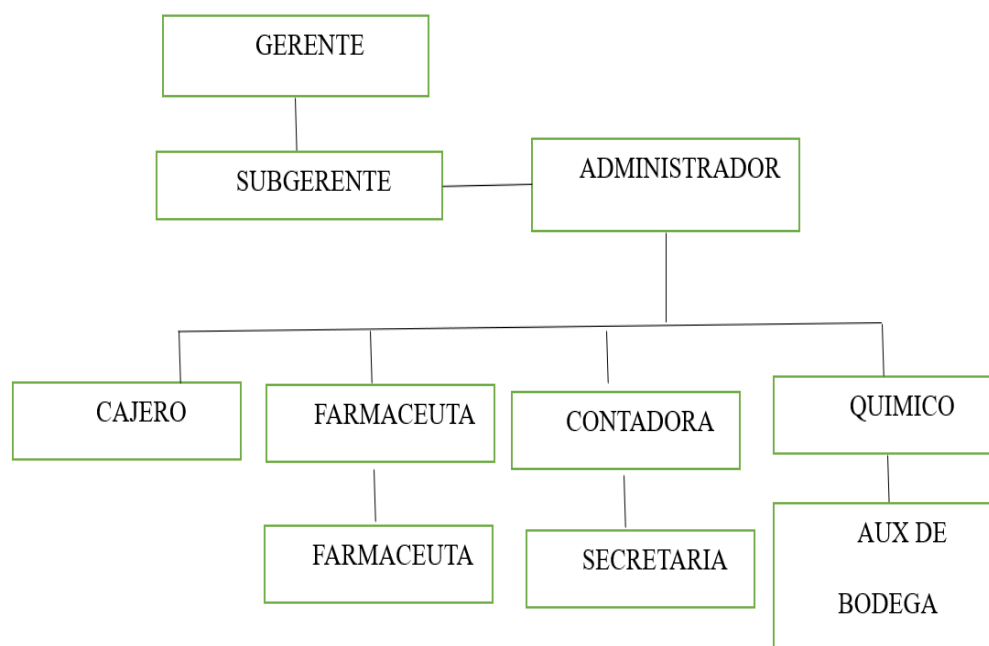 GERENTE
SUBGERENTE
ADMINISTRADOR
CAJERO
FARMACEUTA
CONTADORA
QUIMICO
FARMACEUTA
SECRETARIA
AUX DE
BODEGA